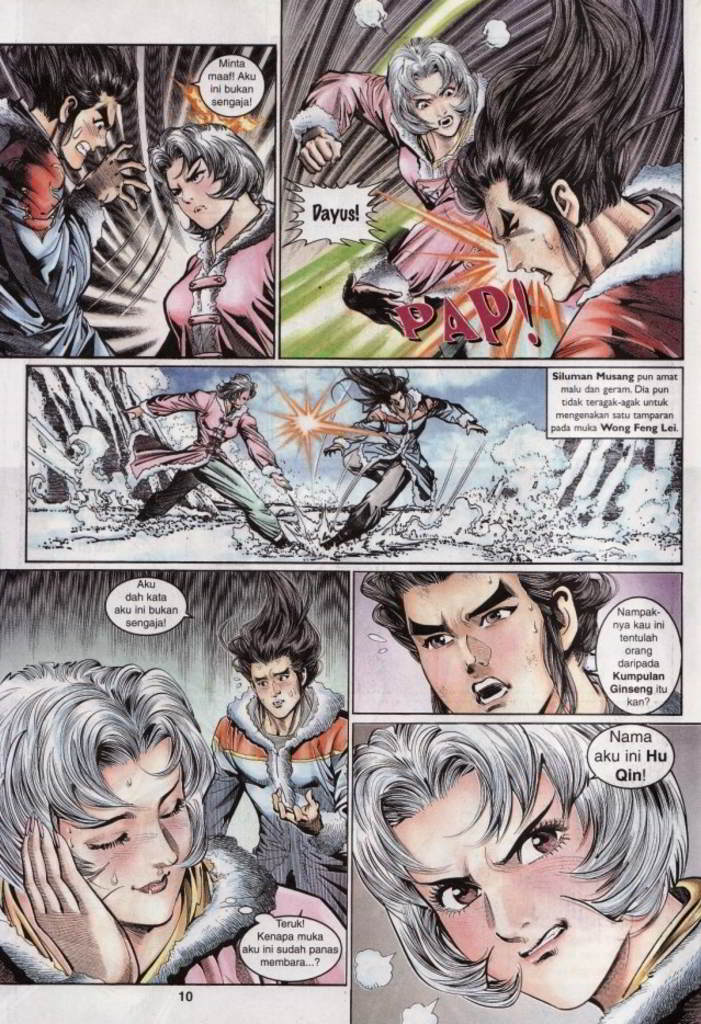 Minta
maaf! Aku
ini bukan
sengaja!
Dayus!
PAP!
Siluman Musang pun amat
malu dan geram. Dia pun
tidak teragak-agak untuk
mengenakan satu tamparan
pada muka Wong Feng Lei.
Aku
dah kata
aku ini bukan
sengaja!
Teruk!
Kenapa muka
aku ini sudah panas
membara...?
Nampak-
nya kau ini
tentulah
orang
daripada
Kumpulan
Ginseng itu
kan?
Nama
aku ini Hu
Qin!
10